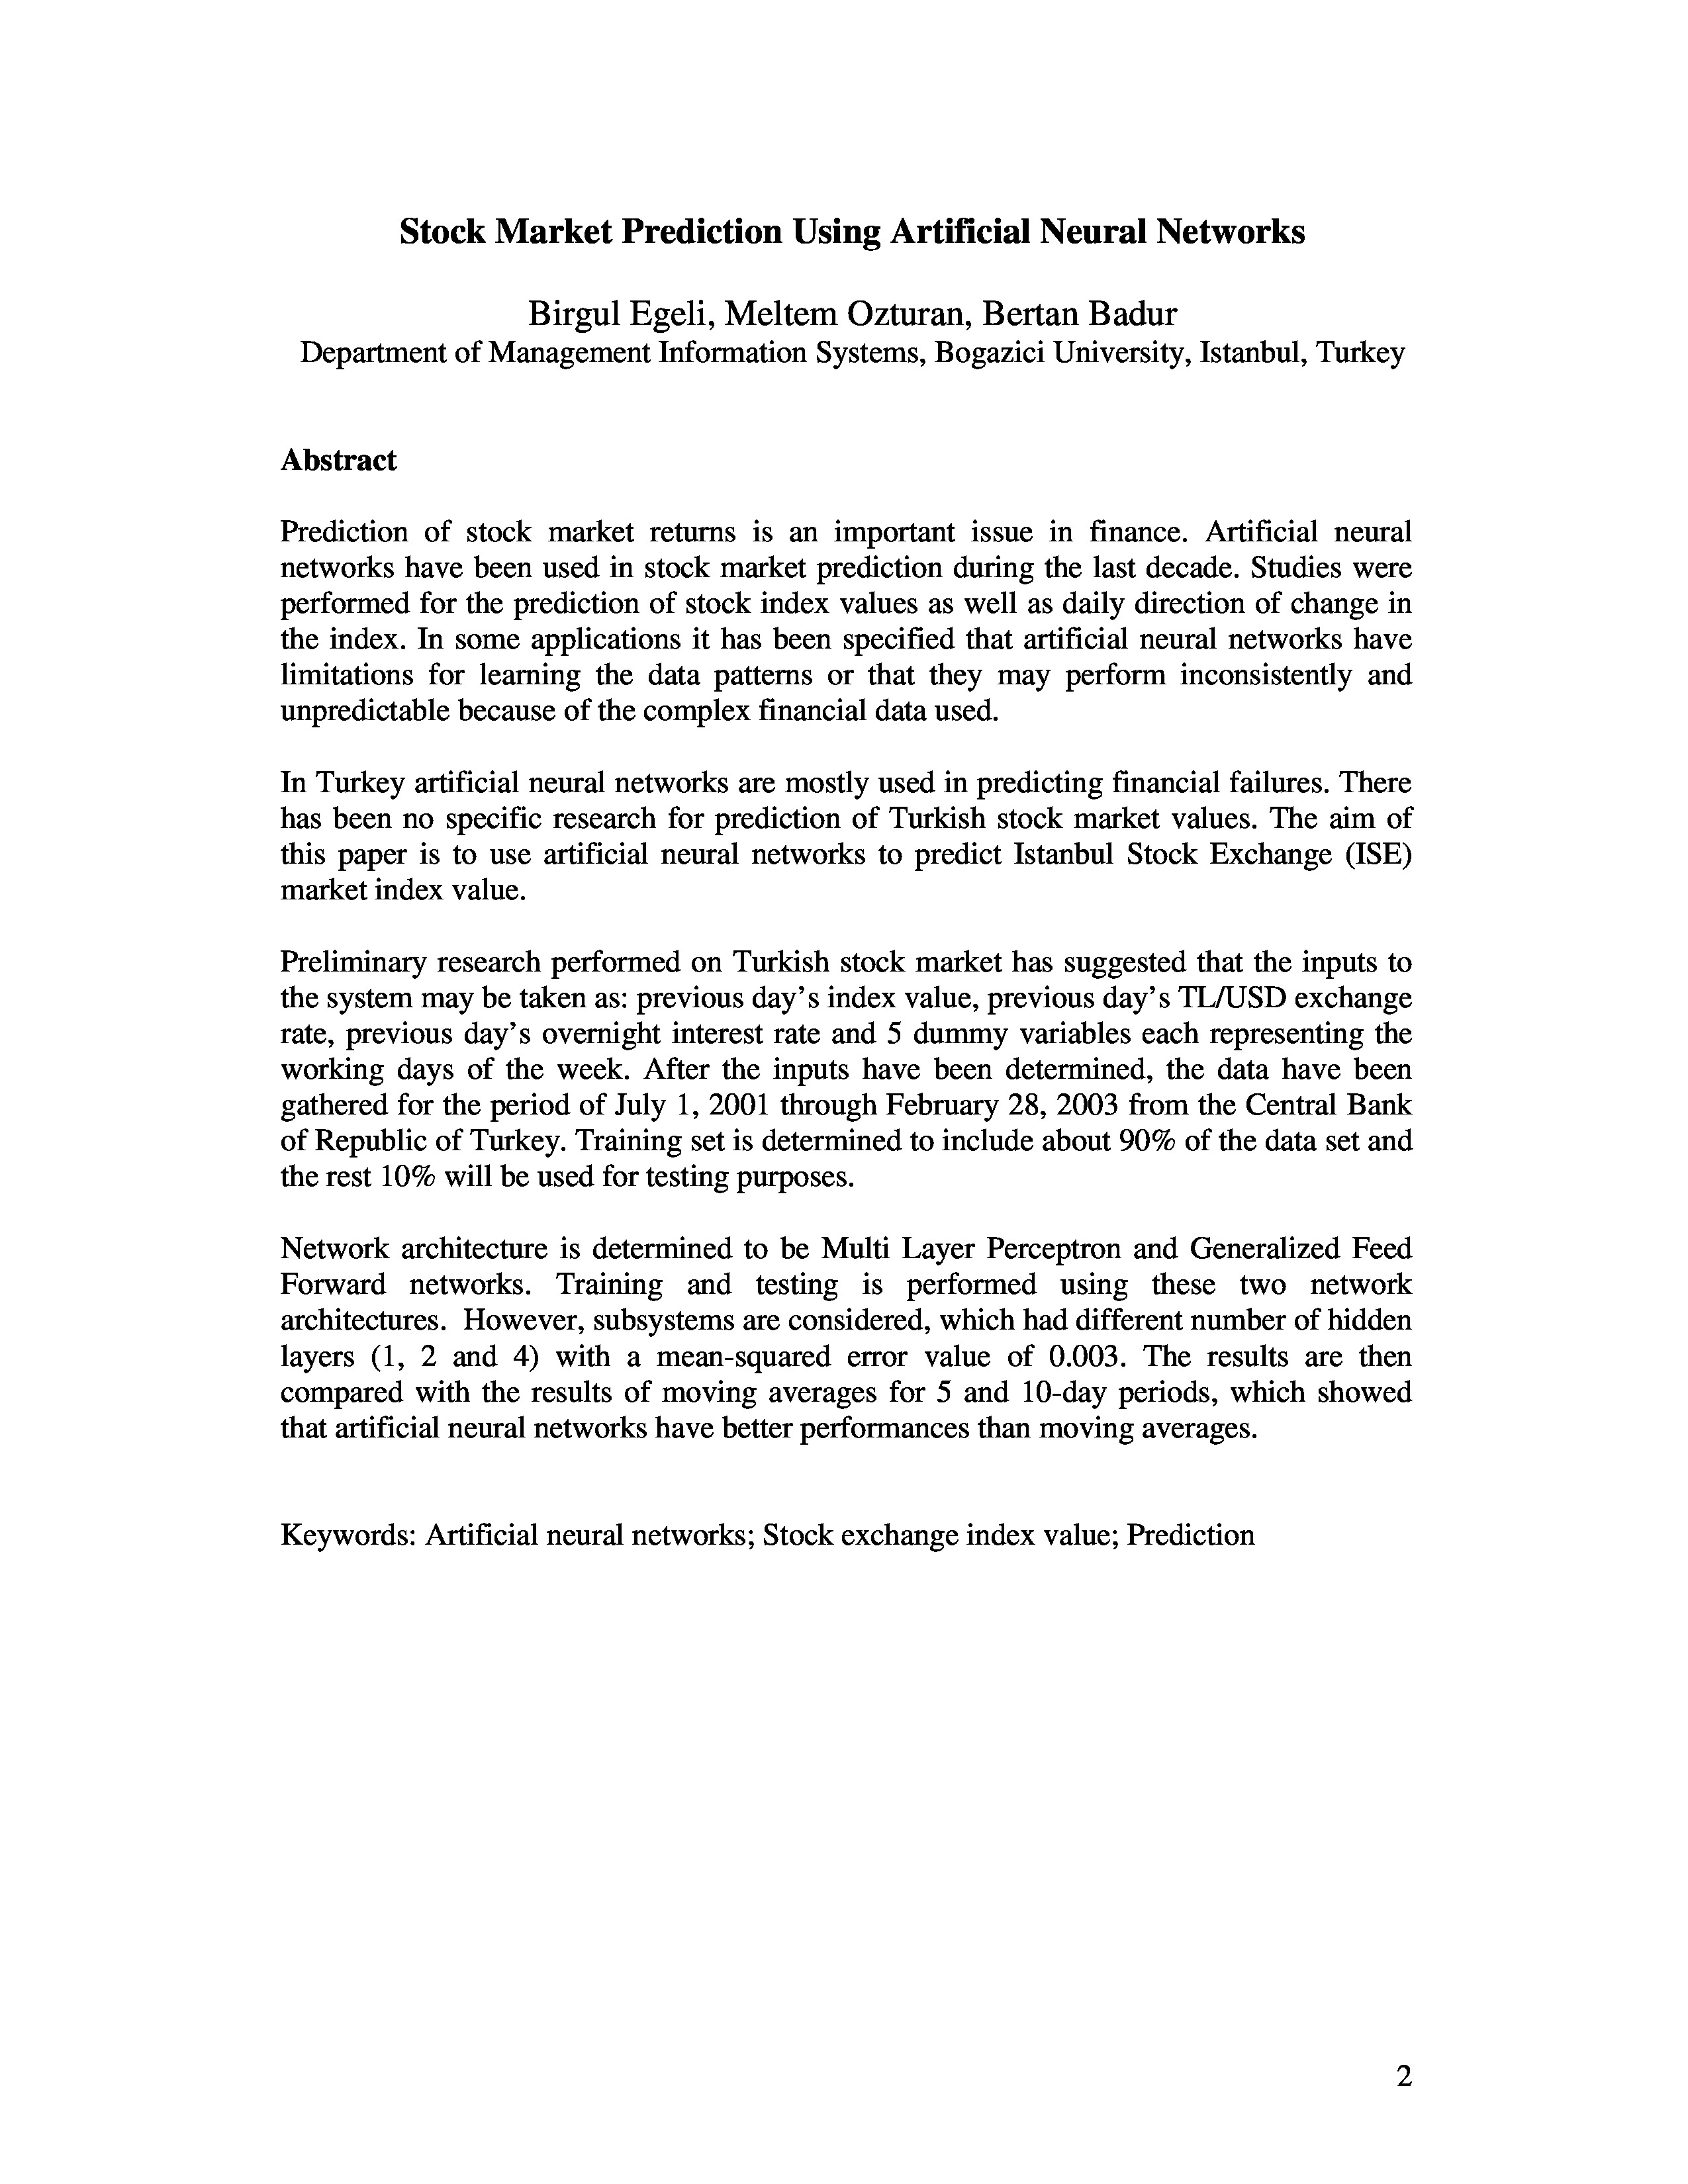 Stock Market Prediction Using Artificial Neural Networks
Birgul Egeli, Meltem Ozturan, Bertan Badur
Department of Management Information Systems, Bogazici University, Istanbul, Turkey
Abstract
Prediction of stock market returns is an important issue in finance. Artificial neural
networks have been used in stock market prediction during the last decade. Studies were
performed for the prediction of stock index values as well as daily direction of change in
the index. In some applications it has been specified that artificial neural networks have
limitations for learning the data patterns or that they may perform inconsistently and
unpredictable because of the complex financial data used.
In Turkey artificial neural networks are mostly used in predicting financial failures. There
has been no specific research for prediction of Turkish stock market values. The aim of
this paper is to use artificial neural networks to predict Istanbul Stock Exchange (ISE)
market index value.
Preliminary research performed on Turkish stock market has suggested that the inputs to
the system may be taken as: previous day's index value, previous day's TL/USD exchange
rate, previous day's overnight interest rate and 5 dummy variables each representing the
working days of the week. After the inputs have been determined, the data have been
gathered for the period of July 1, 2001 through February 28, 2003 from the Central Bank
of Republic of Turkey. Training set is determined to include about 90% of the data set and
the rest 10% will be used for testing purposes.
Network architecture is determined to be Multi Layer Perceptron and Generalized Feed
Forward networks. Training and testing is performed using these two network
architectures. However, subsystems are considered, which had different number of hidden
layers (1, 2 and 4) with a mean-squared error value of 0.003. The results are then
compared with the results of moving averages for 5 and 10-day periods, which showed
that artificial neural networks have better performances than moving averages.
Keywords: Artificial neural networks; Stock exchange index value; Prediction
2